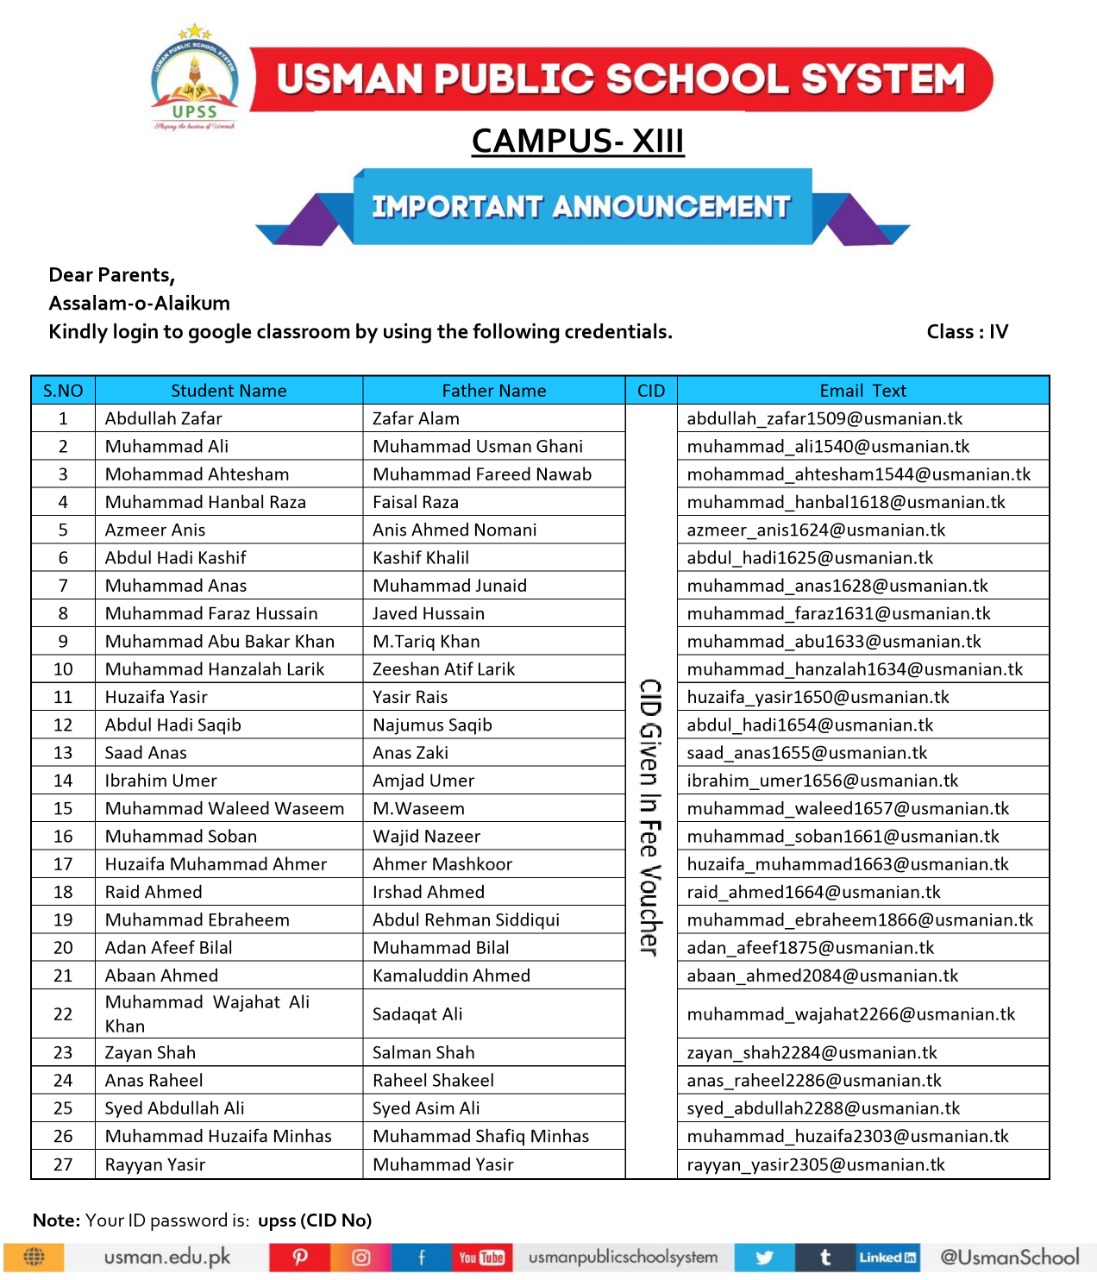 USMAN PUBLIC SCHOOL SYSTEM
UPSS
Shaping the leaders of Ummah
USMAN PUBLIC SCHOOL SYSTEM
CAMPUS- XIII
IMPORTANT ANNOUNCEMENT
Dear Parents,
Assalam-o-Alaikum
Kindly login to google classroom by using the following credentials. Class : IV
S.NO Student Name Father Name CID Email Text
1 Abdullah Zafar Zafar Alam abdullah_zafar1509@usmanian.tk
2 Muhammad Ali Muhammad Usman Ghani muhammad_ali1540@usmanian.tk
3 Mohammad Ahtesham Muhammad Fareed Nawab mohammad_ahtesham1544@usmanian.tk
4 Muhammad Hanbal Raza Faisal Raza muhammad_hanbal1618@usmanian.tk
5 Azmeer Anis Anis Ahmed Nomani azmeer_anis1624@usmanian.tk
6 Abdul Hadi Kashif Kashif Khalil abdul_hadi1625@usmanian.tk
7 Muhammad Anas Muhammad Junaid muhammad_anas1628@usmanian.tk
8 Muhammad Faraz Hussain Javed Hussain muhammad_faraz1631@usmanian.tk
9 Muhammad Abu Bakar Khan M.Tariq Khan muhammad_abu1633@usmanian.tk
10 Muhammad Hanzalah Larik Zeeshan Atif Larik muhammad_hanzalah1634@usmanian.tk
11 Huzaifa Yasir Yasir Rais huzaifa_yasir1650@usmanian.tk
12 Abdul Hadi Saqib Najumus Saqib abdul_hadi1654@usmanian.tk
13 Saad Anas Anas Zaki saad_anas1655@usmanian.tk
14 Ibrahim Umer Amjad Umer ibrahim_umer1656@usmanian.tk
15 Muhammad Waleed Waseem M.Waseem muhammad_waleed1657@usmanian.tk
16 Muhammad Soban Wajid Nazeer muhammad_soban1661@usmanian.tk
17 Huzaifa Muhammad Ahmer Ahmer Mashkoor huzaifa_muhammad1663@usmanian.tk
18 Raid Ahmed Irshad Ahmed raid_ahmed1664@usmanian.tk
19 Muhammad Ebraheem Abdul Rehman Siddiqui muhammad_ebraheem1866@usmanian.tk
20 Adan Afeef Bilal Muhammad Bilal adan_afeef1875@usmanian.tk
21 Abaan Ahmed Kamaluddin Ahmed abaan_ahmed2084@usmanian.tk
22 Muhammad Wajahat Ali Khan Sadaqat Ali muhammad_wajahat2266@usmanian.tk
23 Zayan Shah Salman Shah zayan_shah2284@usmanian.tk
24 Anas Raheel Raheel Shakeel anas_raheel2286@usmanian.tk
25 Syed Abdullah Ali Syed Asim Ali syed_abdullah2288@usmanian.tk
26 Muhammad Huzaifa Minhas Muhammad Shafiq Minhas muhammad_huzaifa2303@usmanian.tk
27 Rayyan Yasir Muhammad Yasir rayyan_yasir2305@usmanian.tk
CID Given In Fee Voucher
Note: Your ID password is: upss (CID No)
usman.edu.pk You Tube usmanpublicschoolsystem Linked in @UsmanSchool